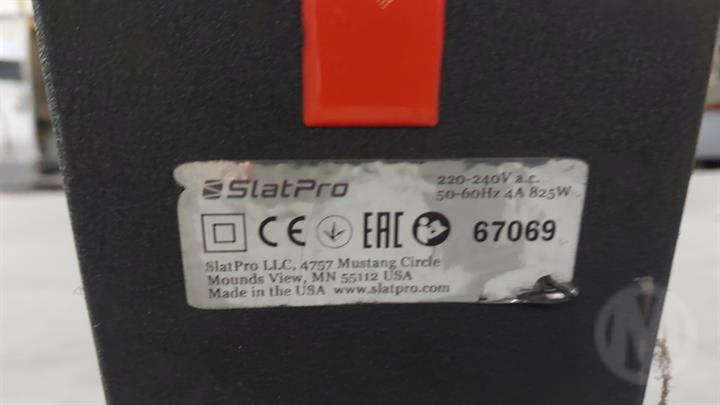 SlatPro
220-240V a.c.
50-60Hz 4A 825W
CE EAC 67069
SlatPro LLC, 4757 Mustang Circle
Mounds View, MN 55112 USA
Made in the USA www.slatpro.com
M